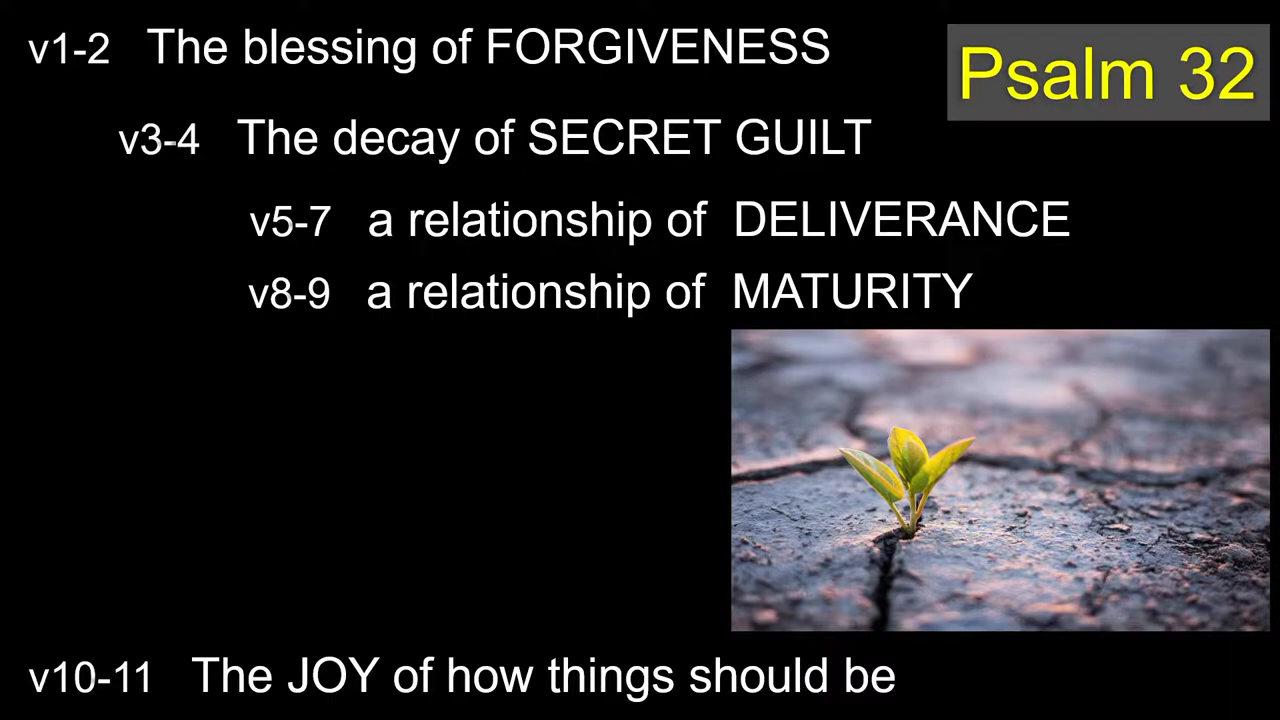 v1-2 The blessing of FORGIVENESS
Psalm 32
v3-4 The decay of SECRET GUILT
v5-7 a relationship of DELIVERANCE
v8-9 a relationship of MATURITY
v10-11 The JOY of how things should be